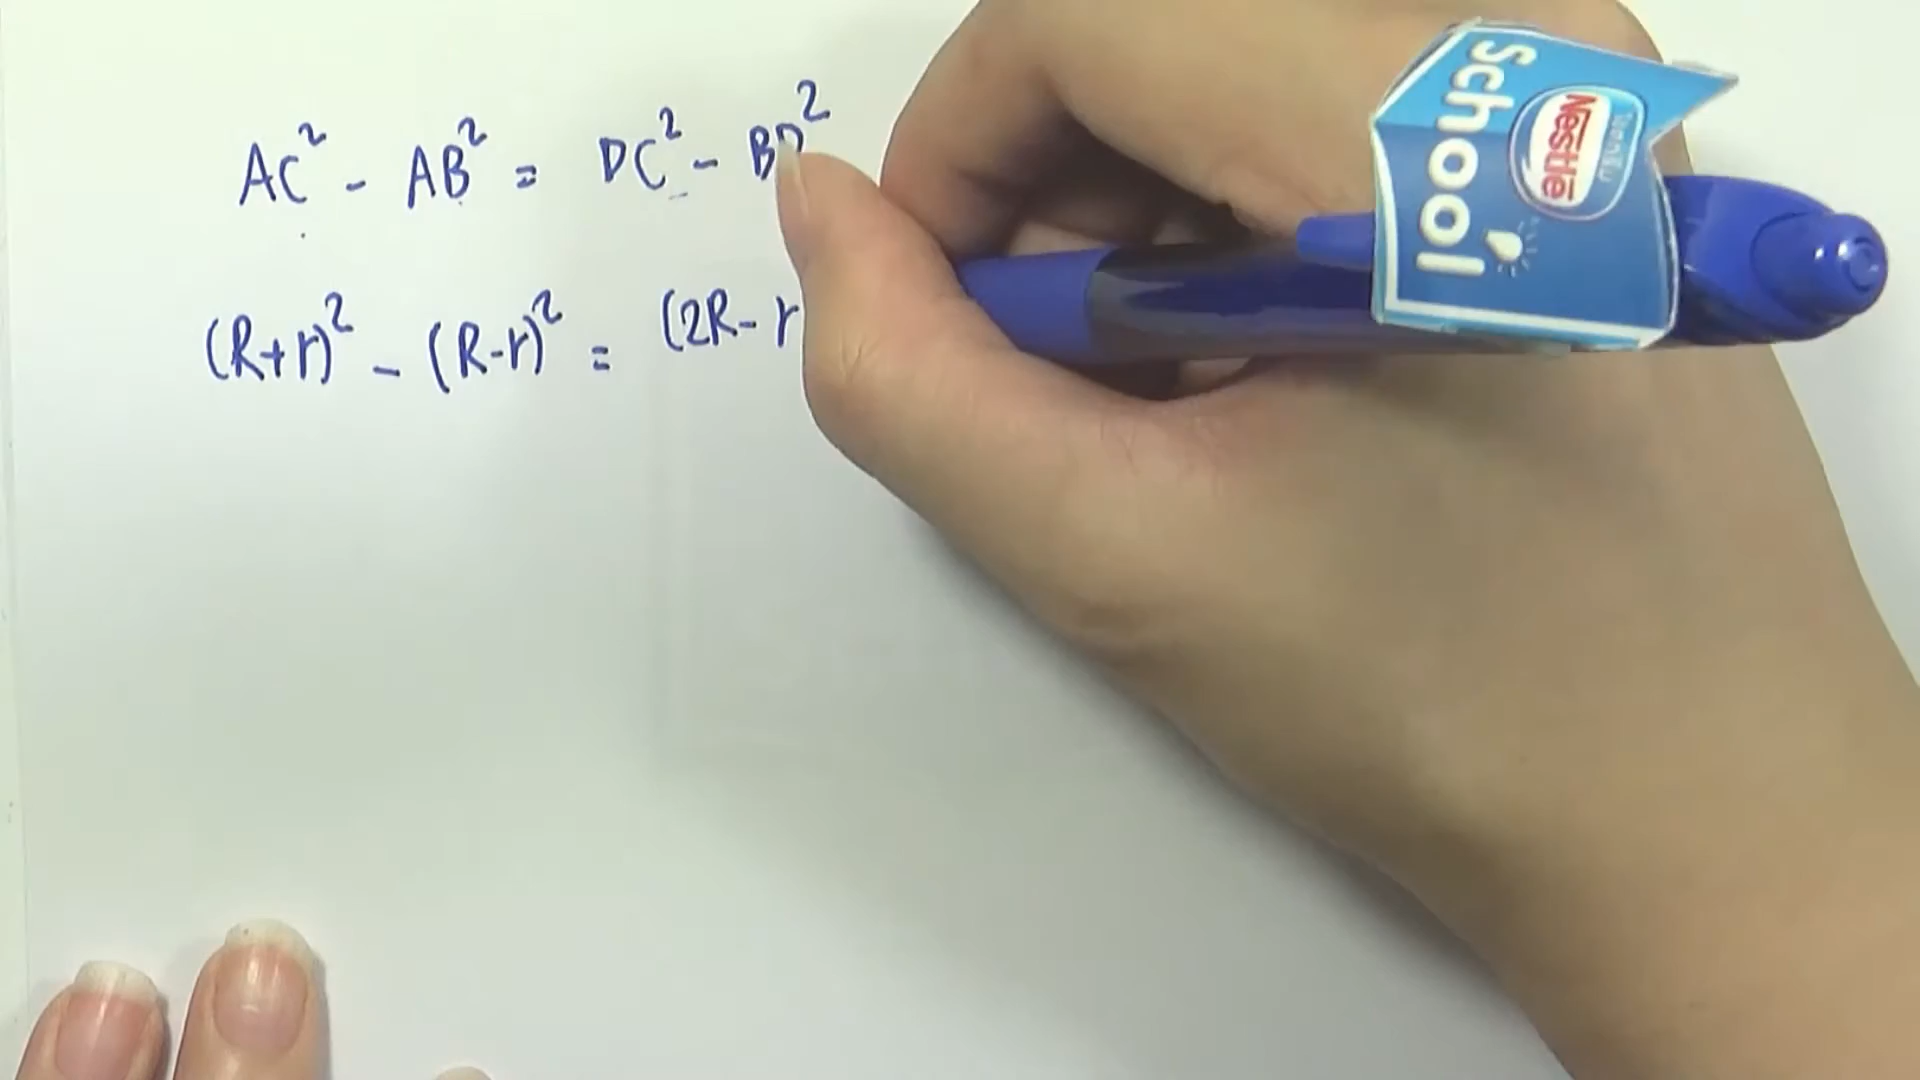 AC² - AB² = DC² - BD²
(R+r)² - (R-r)² = (2R-r
School
Nestlé